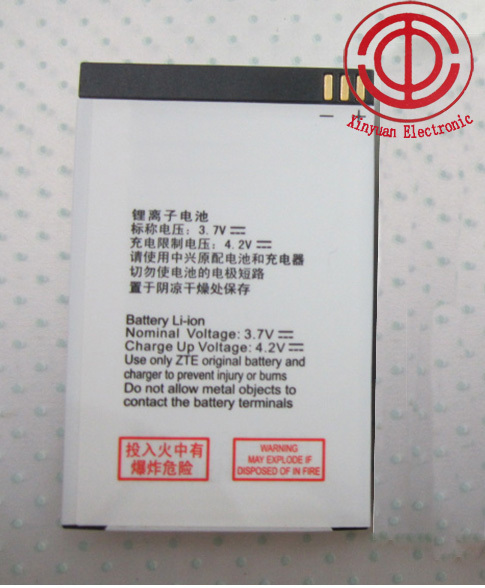 Xinyuan Electronic
− +
锂离子电池
标称电压: 3.7V⎓
充电限制电压: 4.2V⎓
请使用中兴原配电池和充电器
切勿使电池的电极短路
置于阴凉干燥处保存
Battery Li-ion
Nominal Voltage: 3.7V⎓
Charge Up Voltage: 4.2V⎓
Use only ZTE original battery and
charger to prevent injury or burns
Do not allow metal objects to
contact the battery terminals
投入火中有
爆炸危险
WARNING
MAY EXPLODE IF
DISPOSED OF IN FIRE